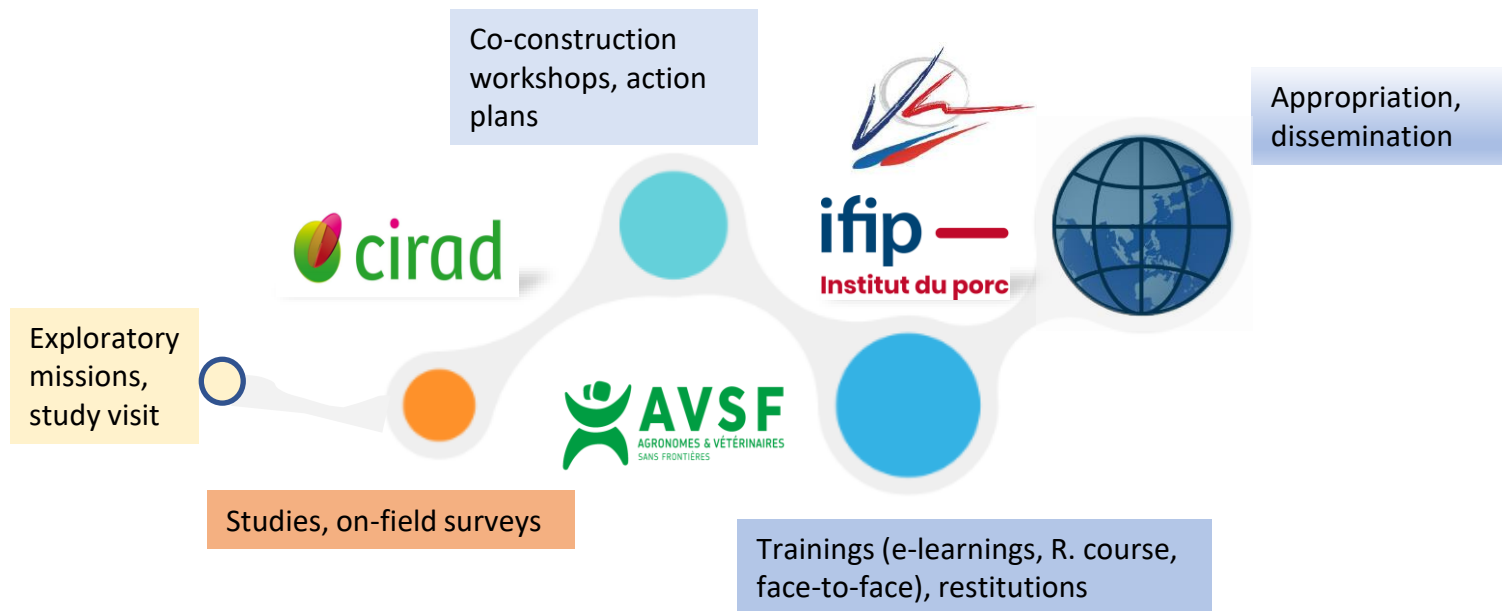 Co-construction
workshops, action
plans
Appropriation,
dissemination
cirad
ifip
Institut du porc
Exploratory
missions,
study visit
AVSF
AGRONOMES & VÉTÉRINAIRES
SANS FRONTIÈRES
Studies, on-field surveys
Trainings (e-learnings, R. course,
face-to-face), restitutions